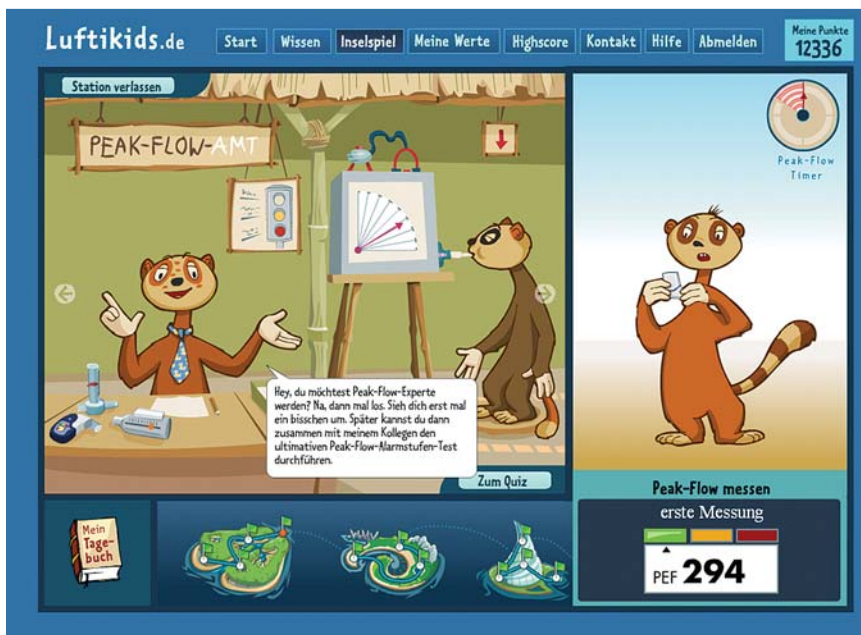 Luftikids.de
Start
Wissen
Inselspiel
Meine Werte
Highscore
Kontakt
Hilfe
Abmelden
Meine Punkte
12336
Station verlassen
PEAK-FLOW-AMT
Peak-Flow
Timer
Hey, du möchtest Peak-Flow-Experte
werden? Na, dann mal los. Sieh dich erst mal
ein bisschen um. Später kannst du dann
zusammen mit meinem Kollegen den
ultimativen Peak-Flow-Alarmstufen-Test
durchführen.
Zum Quiz
Mein
Tage-
buch
Peak-Flow messen
erste Messung
PEF 294